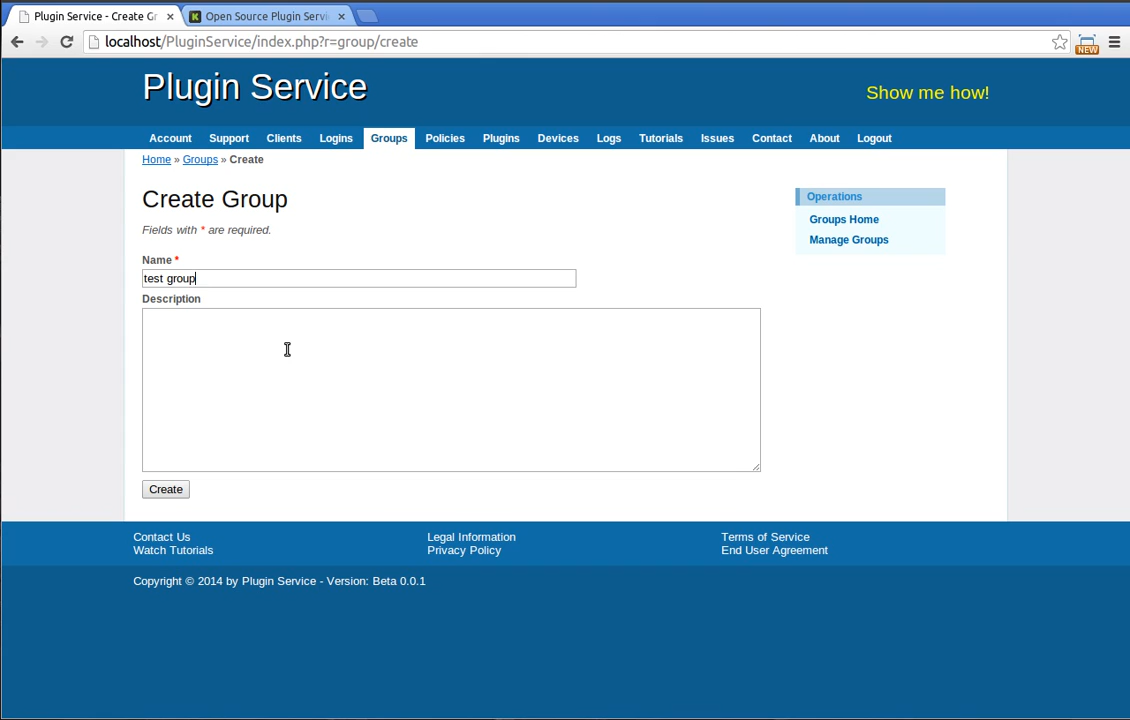 Plugin Service - Create Gr
Open Source Plugin Servi
localhost/PluginService/index.php?r=group/create
NEW
Plugin Service
Show me how!
Account Support Clients Logins Groups Policies Plugins Devices Logs Tutorials Issues Contact About Logout
Home » Groups » Create
Create Group
Operations
Groups Home
Manage Groups
Fields with * are required.
Name *
test group
Description
Create
Contact Us Legal Information Terms of Service
Watch Tutorials Privacy Policy End User Agreement
Copyright © 2014 by Plugin Service - Version: Beta 0.0.1